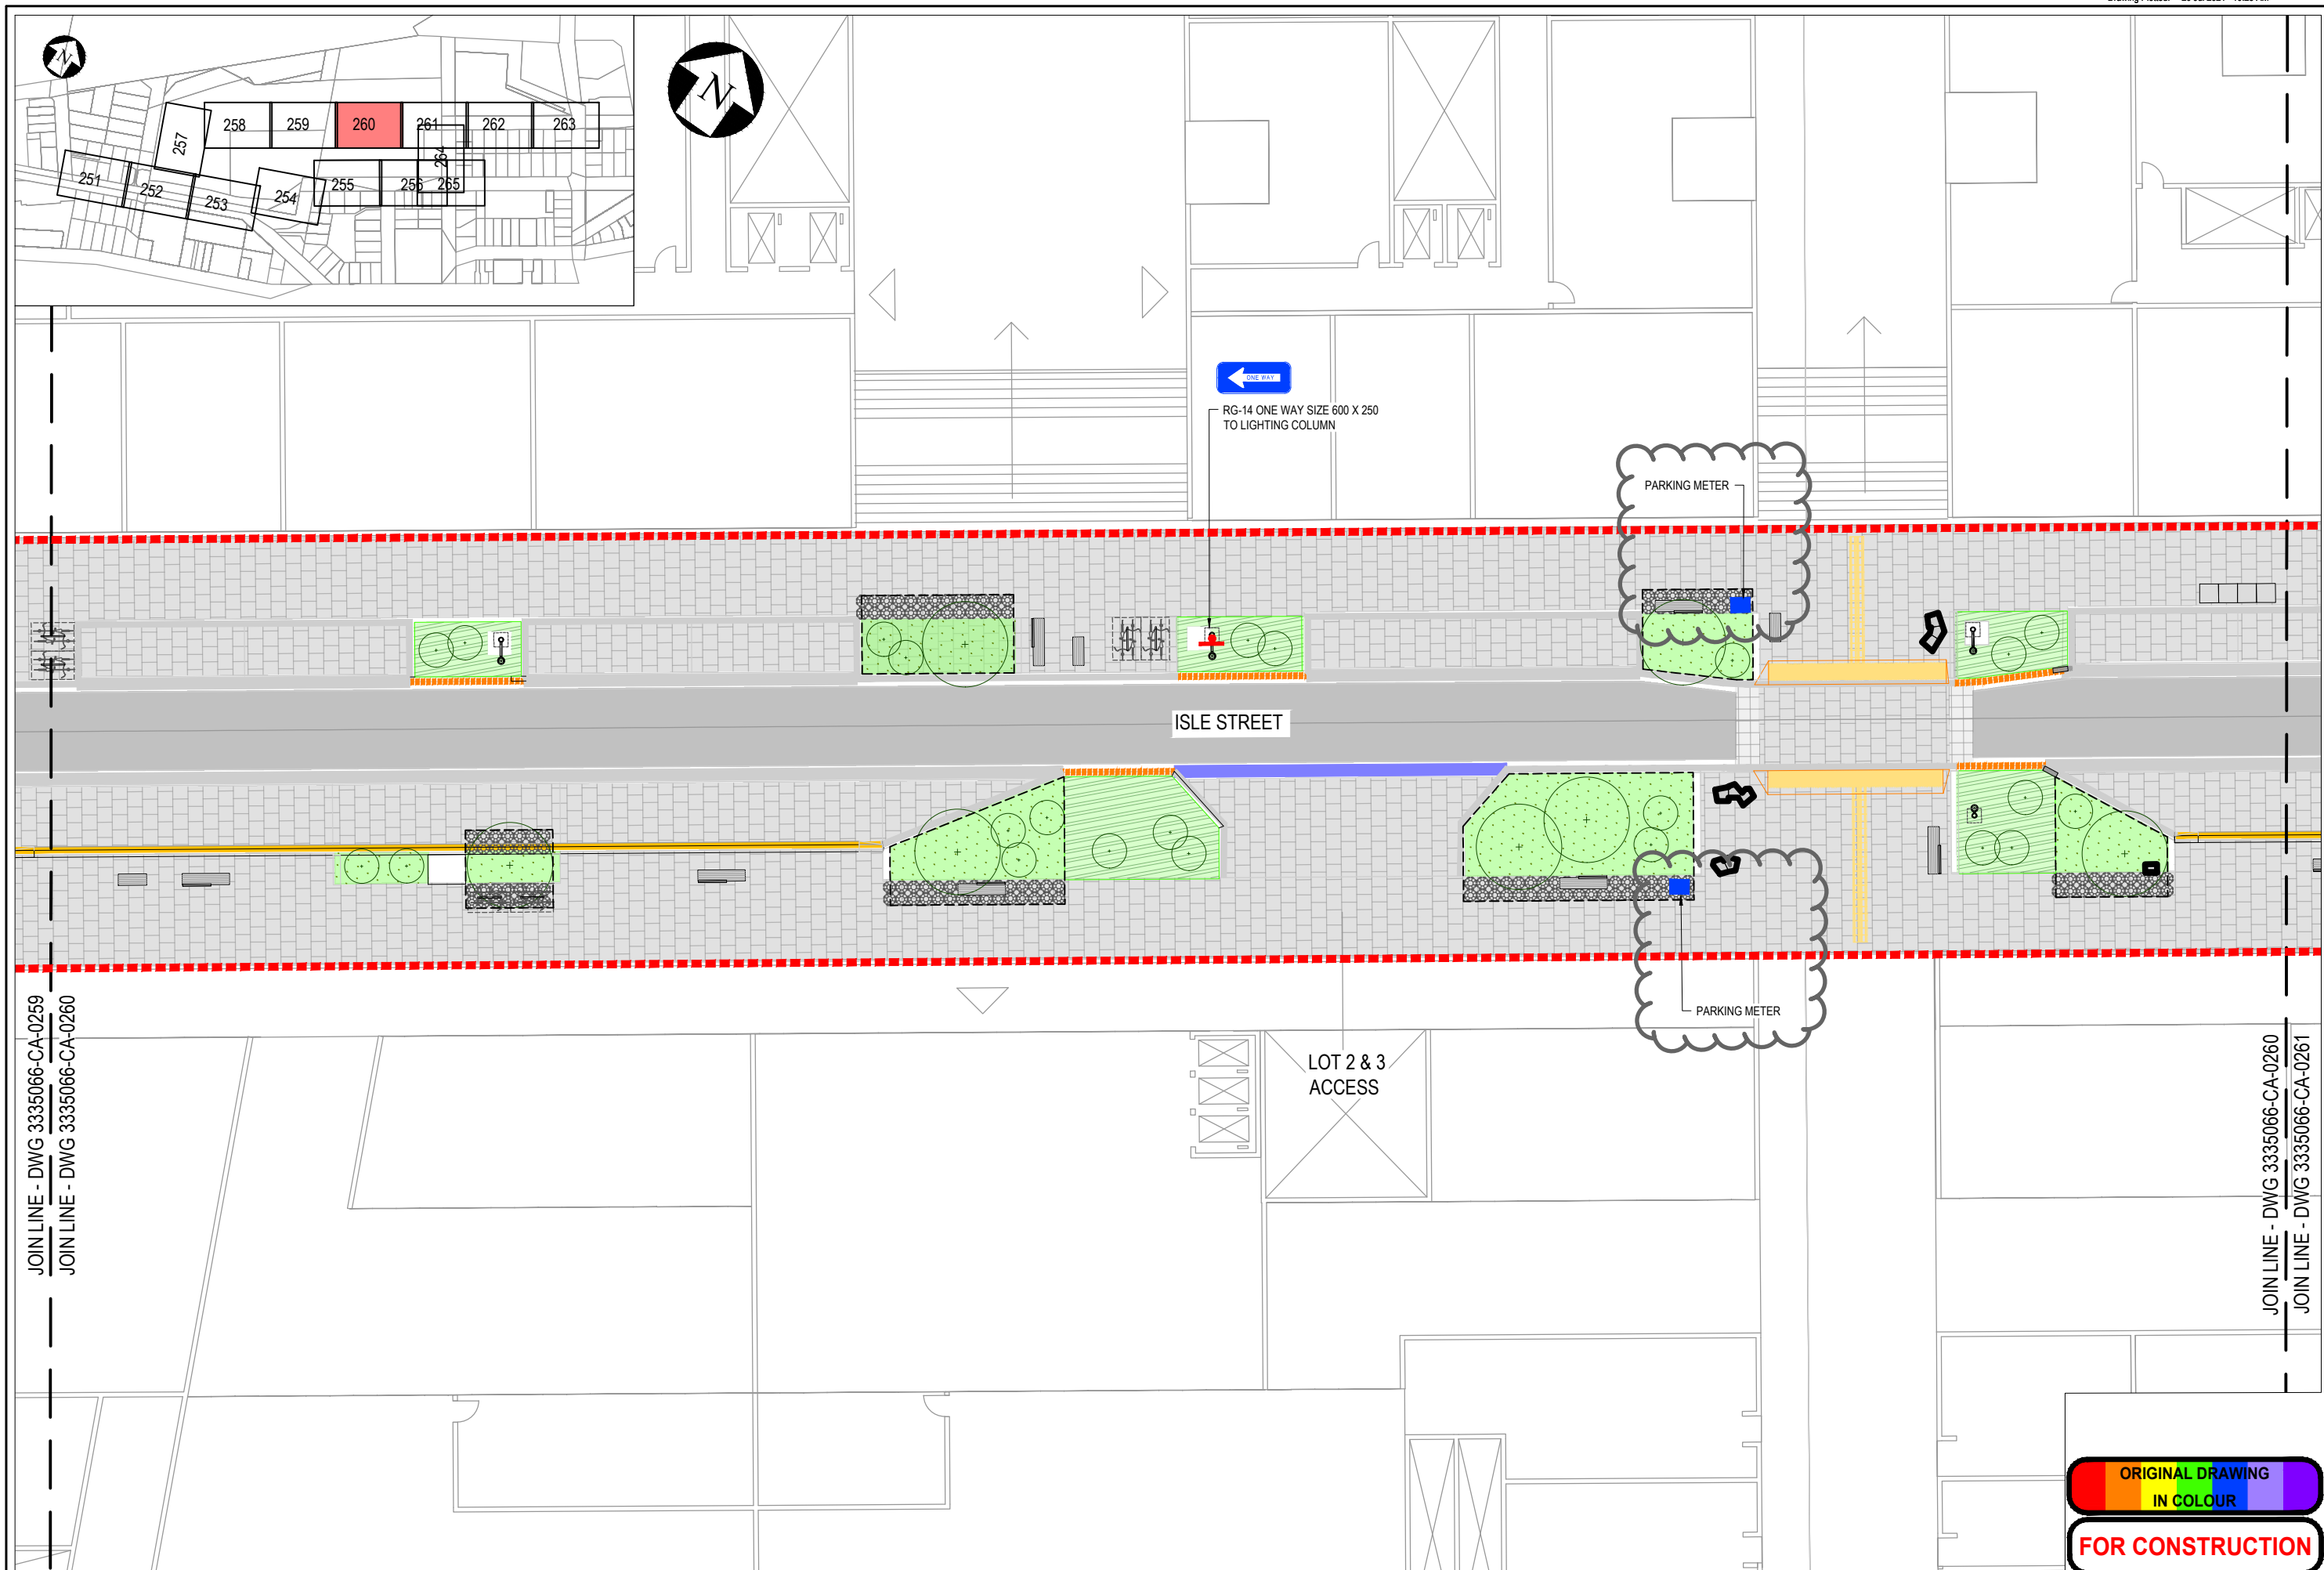 N
N
258
259
260
261
262
263
257
264
251
252
253
254
255
256
265
ONE WAY
RG-14 ONE WAY SIZE 600 X 250
TO LIGHTING COLUMN
PARKING METER
ISLE STREET
PARKING METER
LOT 2 & 3
ACCESS
JOIN LINE - DWG 3335066-CA-0259
JOIN LINE - DWG 3335066-CA-0260
JOIN LINE - DWG 3335066-CA-0260
JOIN LINE - DWG 3335066-CA-0261
ORIGINAL DRAWING
IN COLOUR
FOR CONSTRUCTION